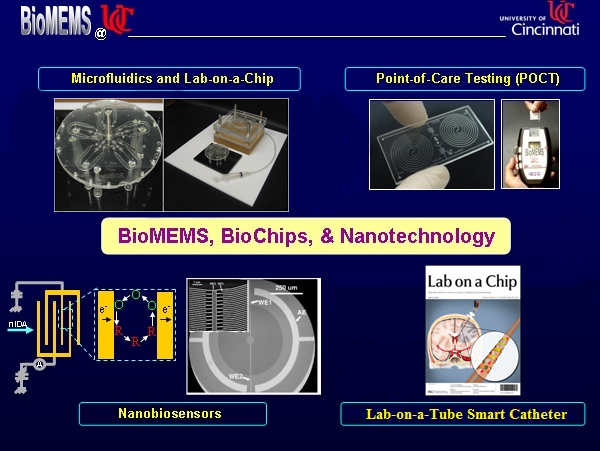 BioMEMS @ UC
UNIVERSITY OF UC
Cincinnati
Microfluidics and Lab-on-a-Chip
Point-of-Care Testing (POCT)
BioMEMS
BioMEMS, BioChips, & Nanotechnology
nIDA
A
e-
O
O
O
R
R
R
e-
WE1
250 um
AE
WE2
Lab on a Chip
Nanobiosensors
Lab-on-a-Tube Smart Catheter